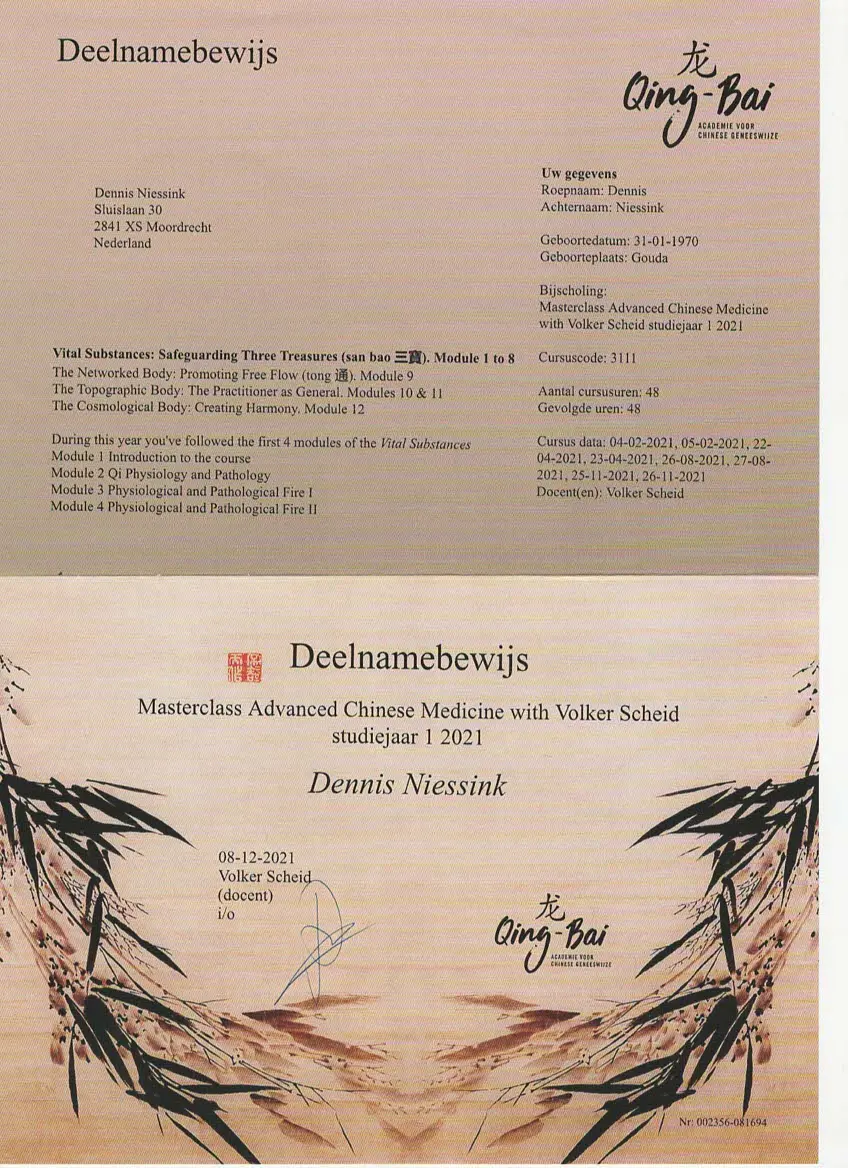 Deelnamebewijs
龙
Qing-Bai
ACADEMIE VOOR
CHINESE GENEESWIJZE
Dennis Niessink
Sluislaan 30
2841 XS Moordrecht
Nederland
Uw gegevens
Roepnaam: Dennis
Achternaam: Niessink
Geboortedatum: 31-01-1970
Geboorteplaats: Gouda
Bijscholing:
Masterclass Advanced Chinese Medicine
with Volker Scheid studiejaar 1 2021
Cursuscode: 3111
Aantal cursusuren: 48
Gevolgde uren: 48
Cursus data: 04-02-2021, 05-02-2021, 22-
04-2021, 23-04-2021, 26-08-2021, 27-08-
2021, 25-11-2021, 26-11-2021
Docent(en): Volker Scheid
Vital Substances: Safeguarding Three Treasures (san bao 三寶). Module 1 to 8
The Networked Body: Promoting Free Flow (tong 通). Module 9
The Topographic Body: The Practitioner as General. Modules 10 & 11
The Cosmological Body: Creating Harmony. Module 12
During this year you've followed the first 4 modules of the Vital Substances
Module 1 Introduction to the course
Module 2 Qi Physiology and Pathology
Module 3 Physiological and Pathological Fire I
Module 4 Physiological and Pathological Fire II
Deelnamebewijs
Masterclass Advanced Chinese Medicine with Volker Scheid
studiejaar 1 2021
Dennis Niessink
08-12-2021
Volker Scheid
(docent)
i/o
龙
Qing-Bai
ACADEMIE VOOR
CHINESE GENEESWIJZE
Nr: 002356-081694